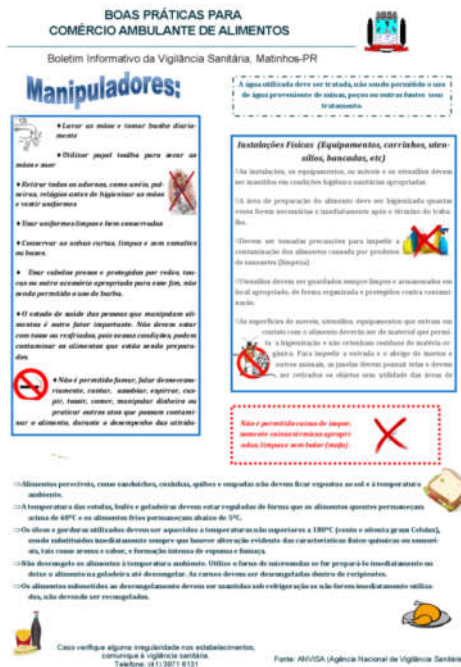 BOAS PRÁTICAS PARA
COMÉRCIO AMBULANTE DE ALIMENTOS
Boletim Informativo da Vigilância Sanitária, Matinhos-PR
Manipuladores:
♦ Lavar as mãos e tomar banho diaria-
mente
♦ Utilizar papel toalha para secar as
mãos e suor
♦ Retirar todos os adornos, como anéis, pul-
seiras, relógios antes de higienizar as mãos
e vestir uniformes
♦ Usar uniformes limpos e bem conservados
♦ Conservar as unhas curtas, limpas e sem esmaltes
ou bases.
♦ Usar cabelos presos e protegidos por redes, tou-
cas ou outro acessório apropriado para esse fim, não
sendo permitido o uso de barba.
♦ O estado de saúde das pessoas que manipulam ali-
mentos é outro fator importante. Não devem estar
com tosse ou resfriados, pois nessas condições, podem
contaminar os alimentos que estão sendo prepara-
dos.
♦ Não é permitido fumar, falar desnecessa-
riamente, cantar, assobiar, espirrar, cus-
pir, tossir, comer, manipular dinheiro ou
praticar outros atos que possam contami-
nar o alimento, durante o desempenho das ativida-
A água utilizada deve ser tratada, não sendo permitido o uso
de água proveniente de minas, poços ou outras fontes sem
tratamento.
Instalações Físicas (Equipamentos, carrinhos, uten-
sílios, bancadas, etc)
As instalações, os equipamentos, os móveis e os utensílios devem
ser mantidos em condições higiênico sanitárias apropriadas.
A área de preparação do alimento deve ser higienizada quantas
vezes forem necessárias e imediatamente após o término do traba-
lho.
Devem ser tomadas precauções para impedir a
contaminação dos alimentos causada por produtos
de saneantes (limpeza)
Utensílios devem ser guardados sempre limpos e armazenados em
local apropriado, de forma organizada e protegidos contra contami-
nação.
As superfícies de móveis, utensílios, equipamentos que entram em
contato com o alimento deverão ser de material que permi-
ta a higienização e não retenham resíduos de matéria or-
gânica. Para impedir a entrada e o abrigo de insetos e
outros animais, as janelas devem possuir telas e devem
ser retirados os objetos sem utilidade das áreas de
Não é permitido caixas de isopor,
somente caixas térmicas apropri-
adas, limpas e sem bolor (mofo)
⇒Alimentos perecíveis, como sanduíches, coxinhas, quibes e empadas não devem ficar expostos ao sol e à temperatura
ambiente.
⇒A temperatura das estufas, bufês e geladeiras devem estar reguladas de forma que os alimentos quentes permaneçam
acima de 60ºC e os alimentos frios permaneçam abaixo de 5ºC.
⇒Os óleos e gorduras utilizados devem ser aquecidos a temperaturas não superiores a 180ºC (cento e oitenta graus Celsius),
sendo substituídos imediatamente sempre que houver alteração evidente das características físico químicas ou sensori-
ais, tais como aroma e sabor, e formação intensa de espuma e fumaça.
⇒Não descongele os alimentos à temperatura ambiente. Utilize o forno de microondas se for prepará-lo imediatamente ou
deixe o alimento na geladeira até descongelar. As carnes devem ser descongeladas dentro de recipientes.
⇒Os alimentos submetidos ao descongelamento devem ser mantidos sob refrigeração se não forem imediatamente utiliza-
dos, não devendo ser recongelados.
Caso verifique alguma irregularidade nos estabelecimentos,
comunique à vigilância sanitária.
Telefone: (41) 3971 6131
Fonte: ANVISA (Agência Nacional de Vigilância Sanitária